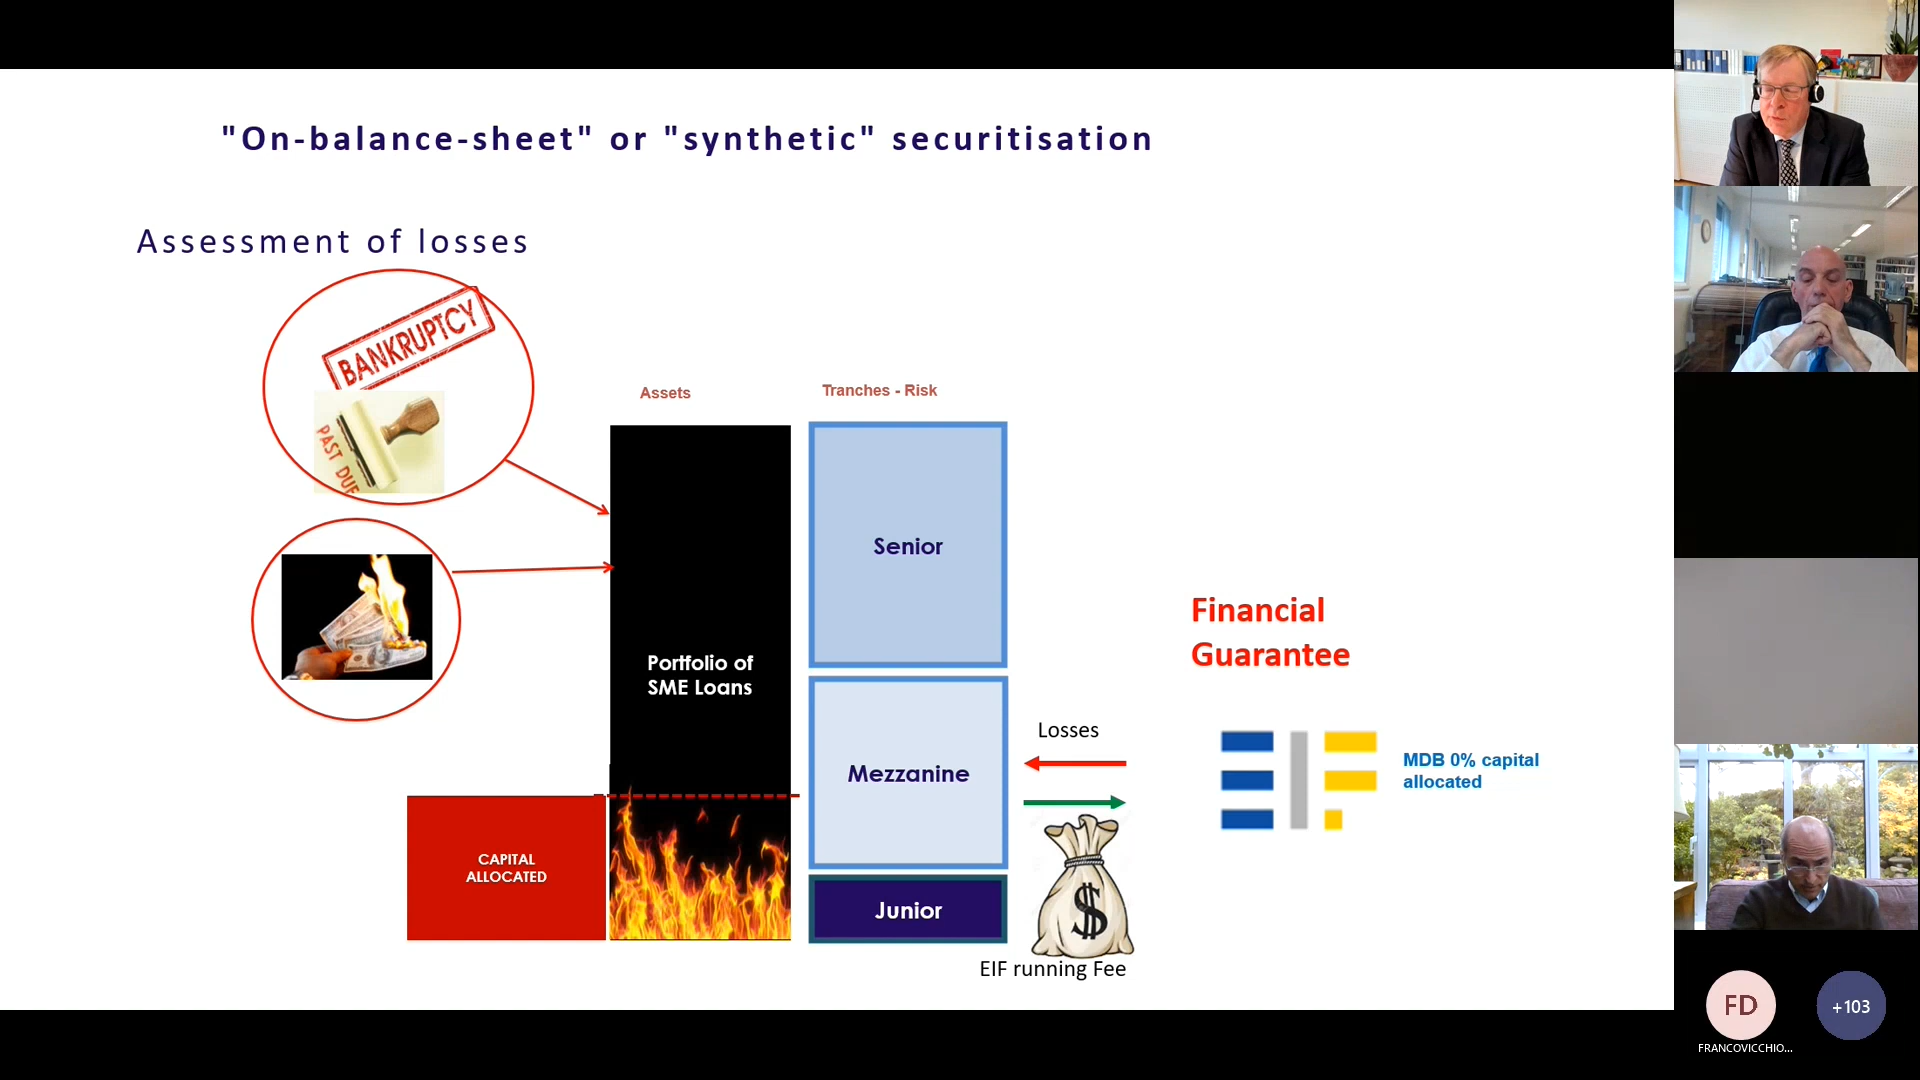 "On-balance-sheet" or "synthetic" securitisation
Assessment of losses
BANKRUPTCY
PAST DUE
Assets
Tranches - Risk
Senior
Portfolio of
SME Loans
Financial
Guarantee
Losses
Mezzanine
EIF
MDB 0% capital
allocated
CAPITAL
ALLOCATED
Junior
$
EIF running Fee
FD
+103
FRANCOVICCHIO...